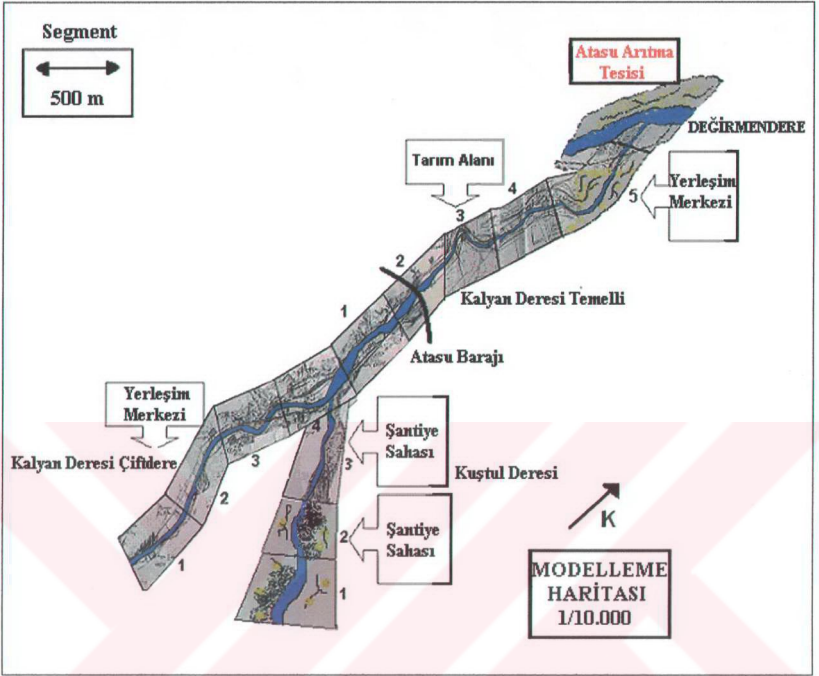 Segment
500 m
Atasu Arıtma
Tesisi
DEĞİRMENDERE
Tarım Alanı
4
Yerleşim
Merkezi
5
3
2
Kalyan Deresi Temelli
1
Atasu Barajı
Yerleşim
Merkezi
Kalyan Deresi Çiftdere
4
3
2
1
Şantiye
Sahası
3
Kuştul Deresi
Şantiye
Sahası
2
1
K
MODELLEME
HARİTASI
1/10.000